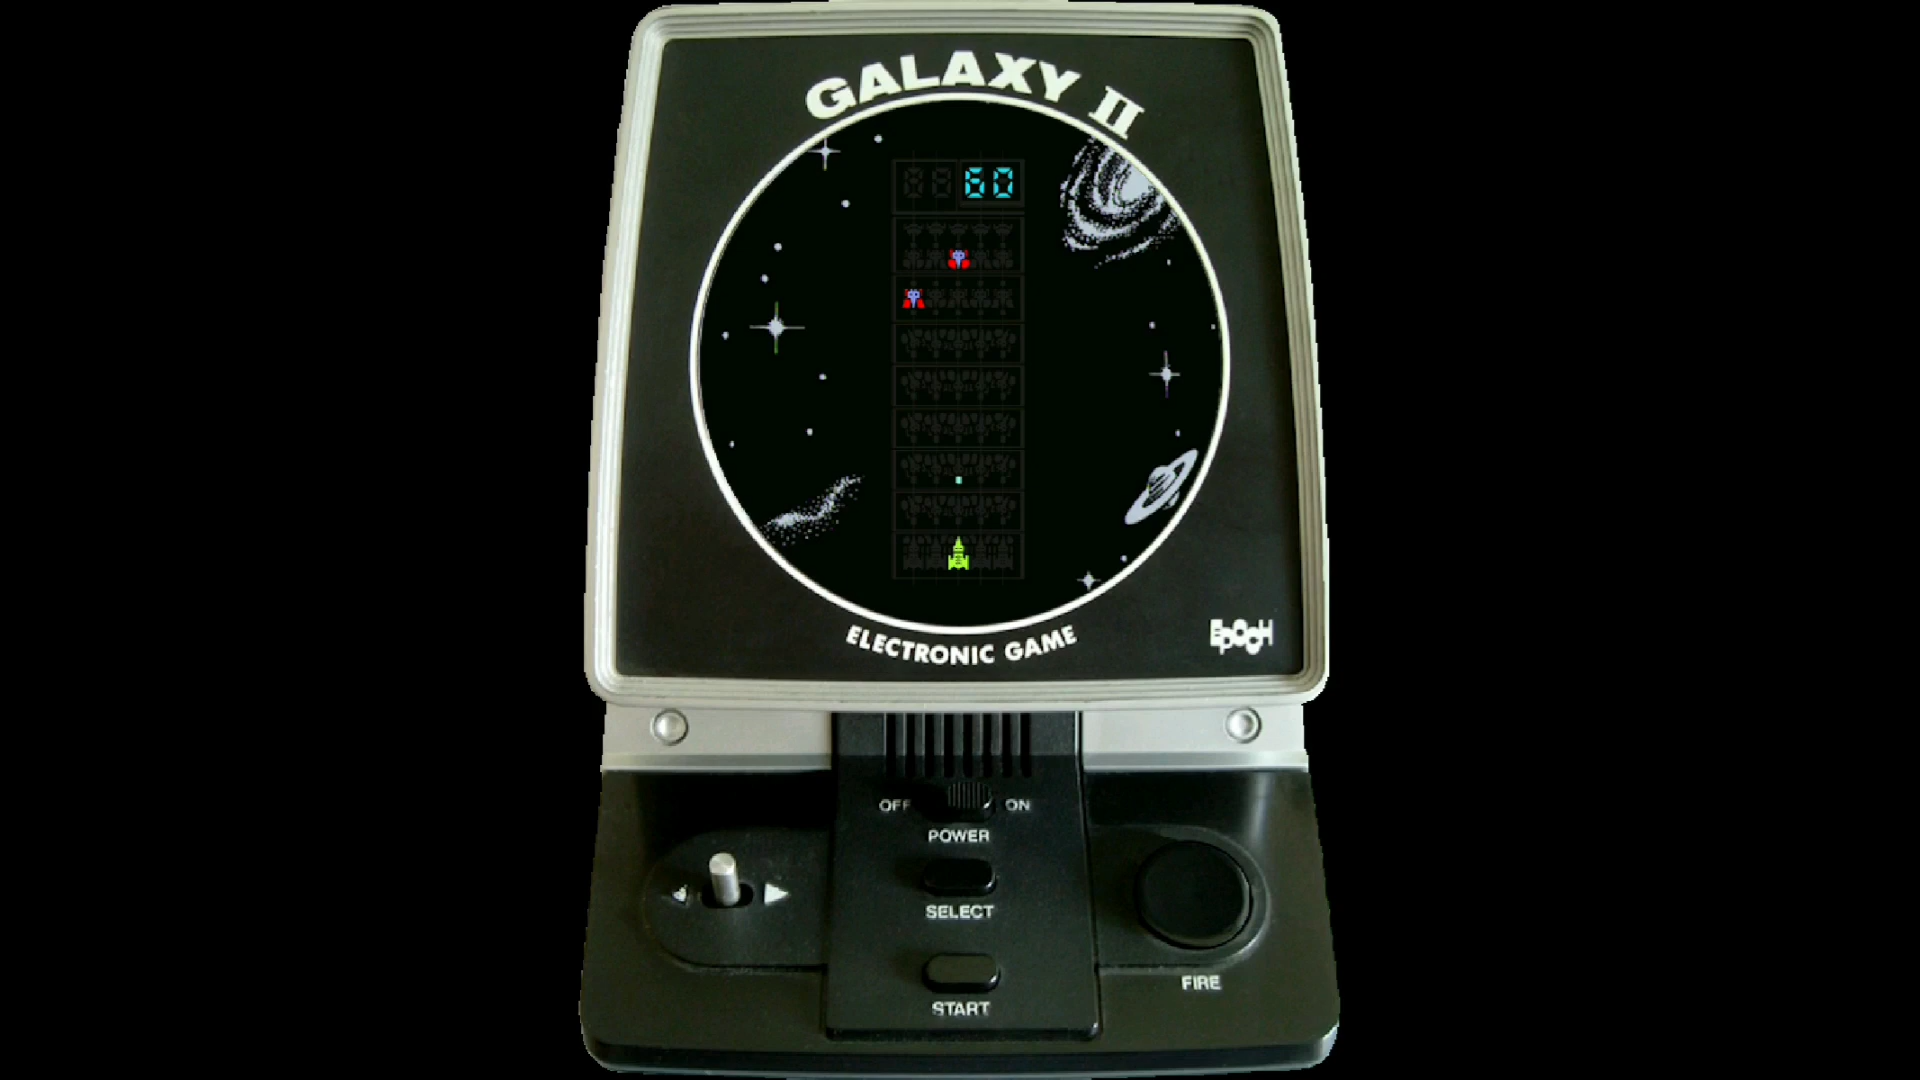 GALAXY II
60
ELECTRONIC GAME
EPOCH
OFF ON
POWER
SELECT
START
FIRE